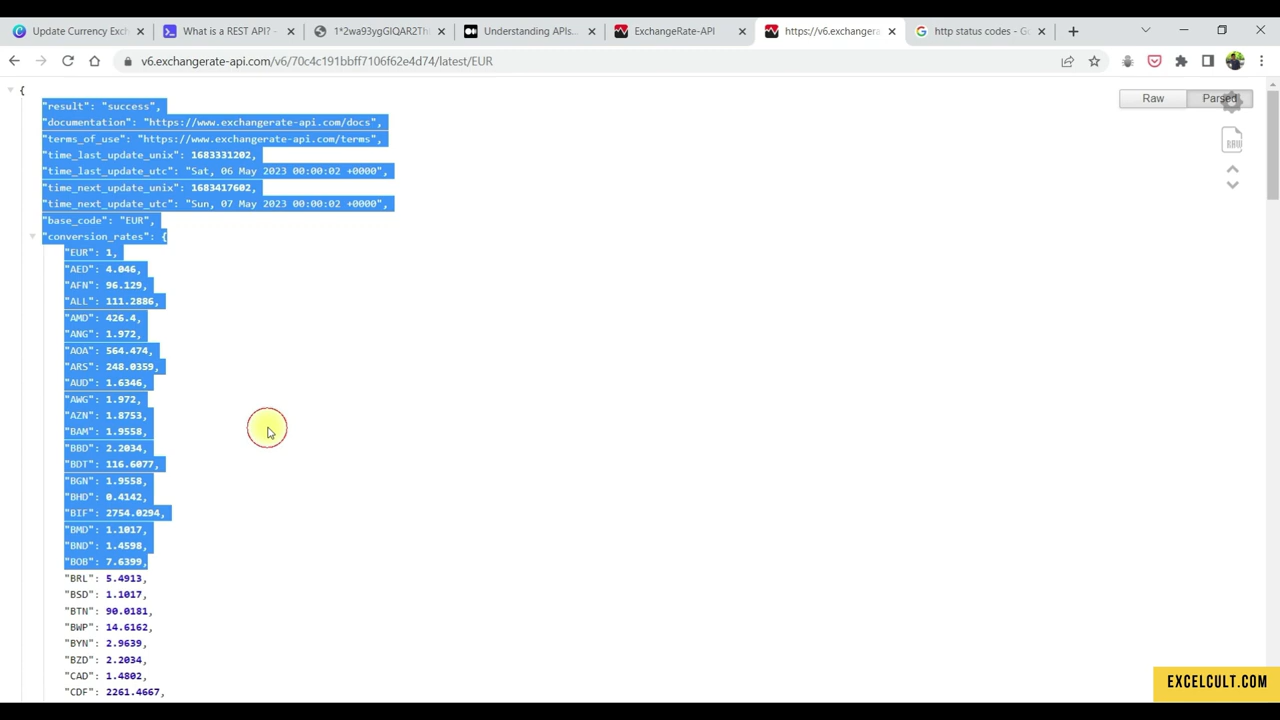 Update Currency Exch
What is a REST API? -
1*2wa93ygGIQAR2Th
Understanding APIs..
ExchangeRate-API
https://v6.exchangera
http status codes - Go
v6.exchangerate-api.com/v6/70c4c191bbff7106f62e4d74/latest/EUR
Raw
Parsed
RAW
{
"result": "success",
"documentation": "https://www.exchangerate-api.com/docs",
"terms_of_use": "https://www.exchangerate-api.com/terms",
"time_last_update_unix": 1683331202,
"time_last_update_utc": "Sat, 06 May 2023 00:00:02 +0000",
"time_next_update_unix": 1683417602,
"time_next_update_utc": "Sun, 07 May 2023 00:00:02 +0000",
"base_code": "EUR",
"conversion_rates": {
"EUR": 1,
"AED": 4.046,
"AFN": 96.129,
"ALL": 111.2886,
"AMD": 426.4,
"ANG": 1.972,
"AOA": 564.474,
"ARS": 248.0359,
"AUD": 1.6346,
"AWG": 1.972,
"AZN": 1.8753,
"BAM": 1.9558,
"BBD": 2.2034,
"BDT": 116.6077,
"BGN": 1.9558,
"BHD": 0.4142,
"BIF": 2754.0294,
"BMD": 1.1017,
"BND": 1.4598,
"BOB": 7.6399,
"BRL": 5.4913,
"BSD": 1.1017,
"BTN": 90.0181,
"BWP": 14.6162,
"BYN": 2.9639,
"BZD": 2.2034,
"CAD": 1.4802,
"CDF": 2261.4667,
EXCELCULT.COM